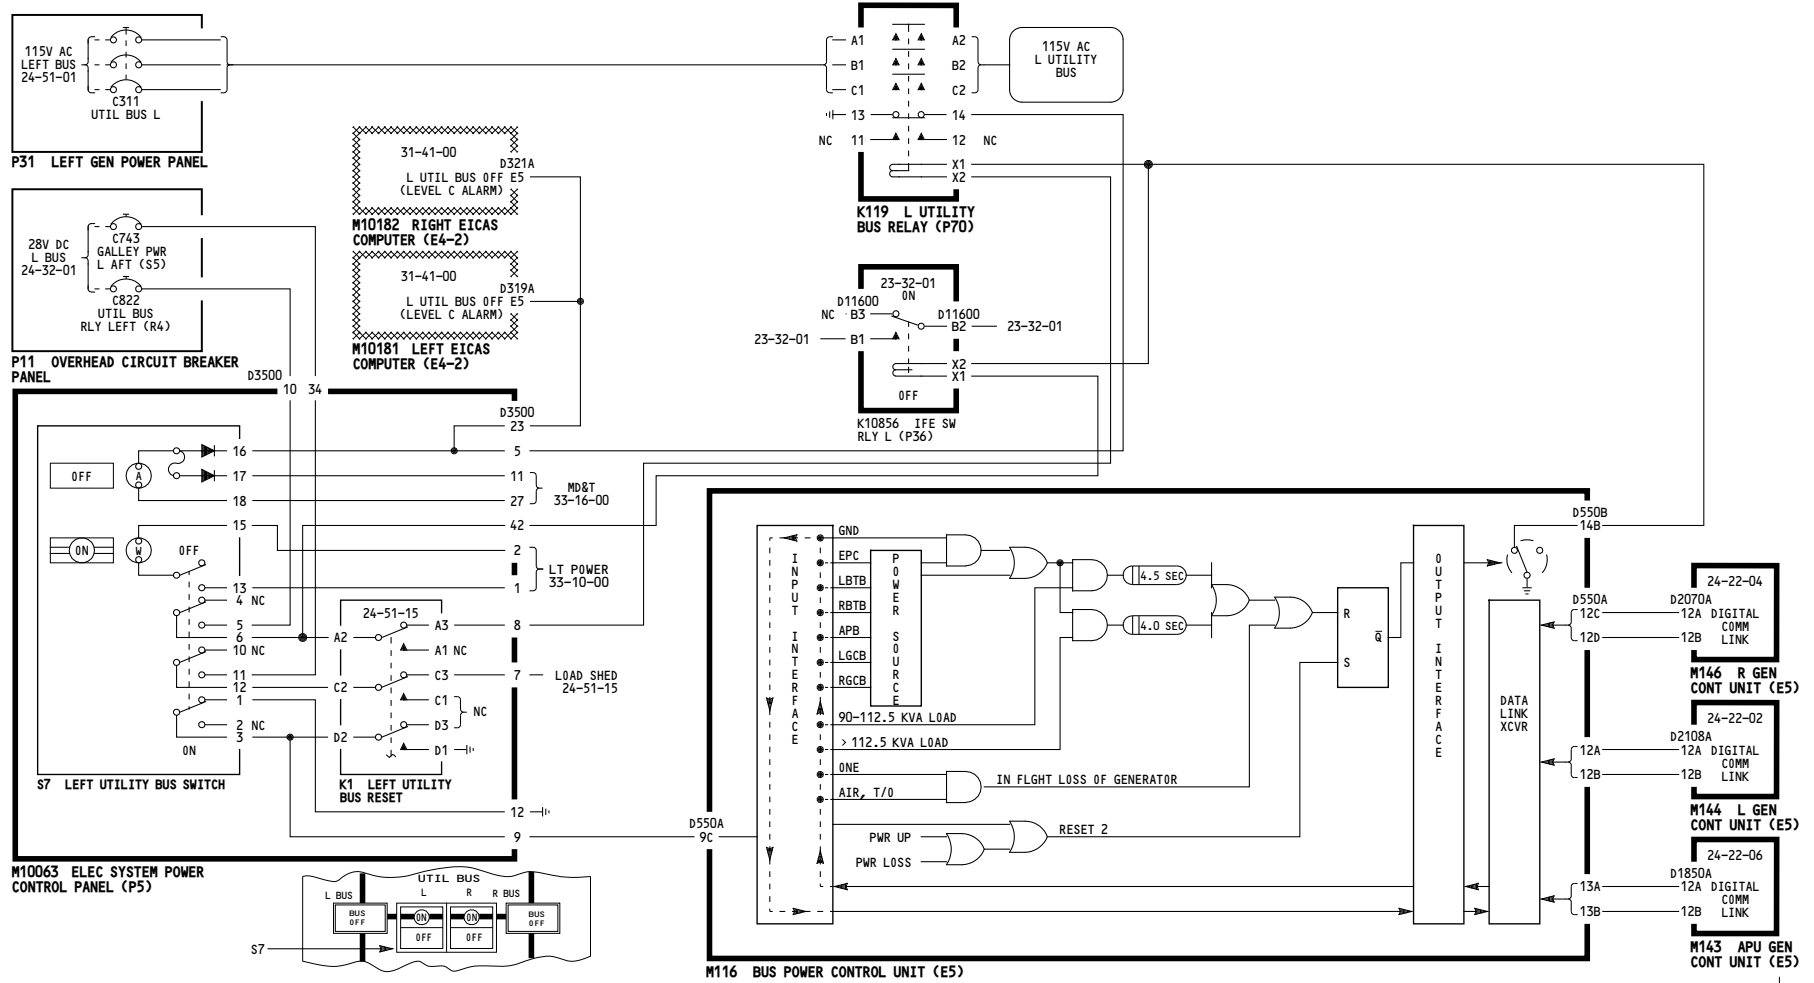 115V AC
LEFT BUS
24-51-01
C311
UTIL BUS L
P31 LEFT GEN POWER PANEL
28V DC
L BUS
24-32-01
C743
GALLEY PWR
L AFT (S5)
C822
UTIL BUS
RLY LEFT (R4)
P11 OVERHEAD CIRCUIT BREAKER
PANEL
31-41-00
D321A
L UTIL BUS OFF E5
(LEVEL C ALARM)
M10182 RIGHT EICAS
COMPUTER (E4-2)
31-41-00
D319A
L UTIL BUS OFF E5
(LEVEL C ALARM)
M10181 LEFT EICAS
COMPUTER (E4-2)
A1 A2
B1 B2
C1 C2
13 14
NC 11 12 NC
X1
X2
K119 L UTILITY
BUS RELAY (P70)
115V AC
L UTILITY
BUS
23-32-01
ON
D11600
NC B3
D11600
B2 23-32-01
23-32-01 B1
X2
X1
OFF
K10856 IFE SW
RLY L (P36)
D3500
10 34
D3500
23
16 5
OFF A 17 11
MD&T
33-16-00
18 27
15 42
ON W OFF 2
LT POWER
33-10-00
13 1
4 NC
5
6
10 NC
11
12
1
2 NC
3
ON
S7 LEFT UTILITY BUS SWITCH
24-51-15
A2 A3 8
A1 NC
C2 C3 7 LOAD SHED
24-51-15
C1
NC
D3
D2
D1
K1 LEFT UTILITY
BUS RESET
12
9
M10063 ELEC SYSTEM POWER
CONTROL PANEL (P5)
UTIL BUS
L BUS L R R BUS
BUS
OFF
ON
OFF
ON
OFF
BUS
OFF
S7
D550A
9C
INPUT INTERFACE
GND
EPC
LBTB
RBTB
APB
LGCB
RGCB
POWER SOURCE
90-112.5 KVA LOAD
> 112.5 KVA LOAD
ONE
AIR, T/O
IN FLGHT LOSS OF GENERATOR
PWR UP
PWR LOSS
RESET 2
4.5 SEC
4.0 SEC
R
Q̅
S
OUTPUT INTERFACE
DATA
LINK
XCVR
D550B
14B
D550A
12C
12D
12A
12B
13A
13B
M116 BUS POWER CONTROL UNIT (E5)
24-22-04
D2070A
12A DIGITAL
COMM
12B LINK
M146 R GEN
CONT UNIT (E5)
24-22-02
D2108A
12A DIGITAL
COMM
12B LINK
M144 L GEN
CONT UNIT (E5)
24-22-06
D1850A
12A DIGITAL
COMM
12B LINK
M143 APU GEN
CONT UNIT (E5)